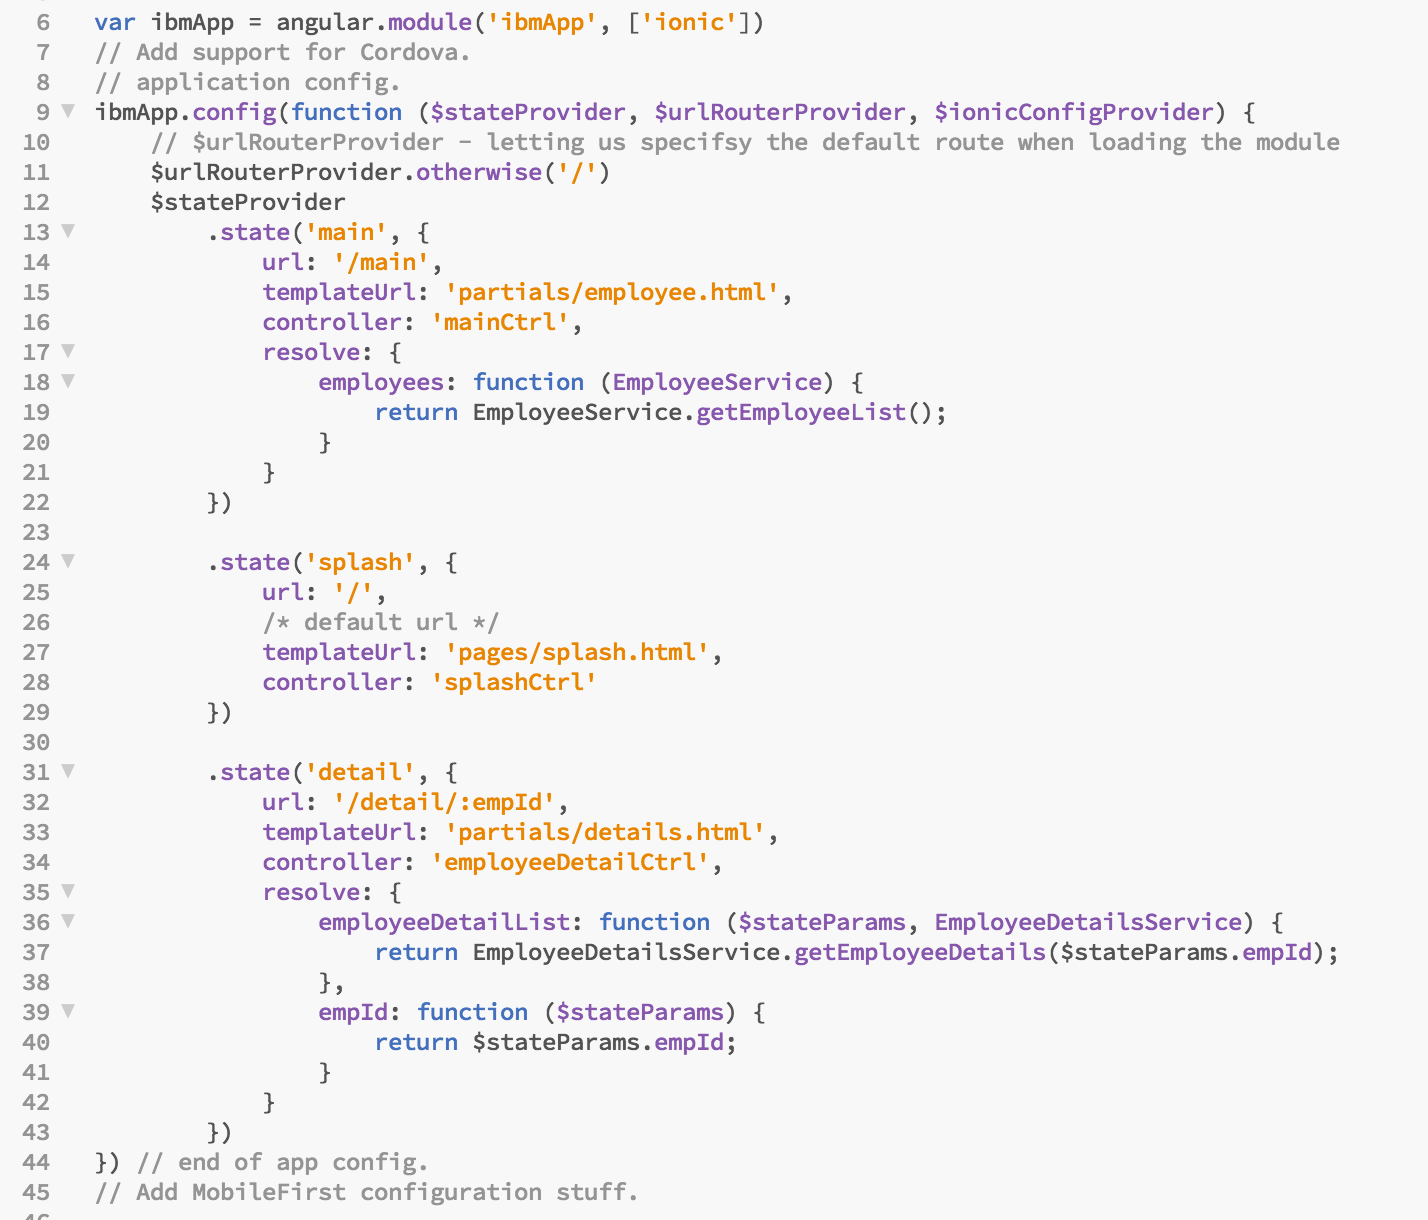 6 var ibmApp = angular.module('ibmApp', ['ionic'])
7 // Add support for Cordova.
8 // application config.
9 ibmApp.config(function ($stateProvider, $urlRouterProvider, $ionicConfigProvider) {
10 // $urlRouterProvider - letting us specifsy the default route when loading the module
11 $urlRouterProvider.otherwise('/')
12 $stateProvider
13 .state('main', {
14 url: '/main',
15 templateUrl: 'partials/employee.html',
16 controller: 'mainCtrl',
17 resolve: {
18 employees: function (EmployeeService) {
19 return EmployeeService.getEmployeeList();
20 }
21 }
22 })
23
24 .state('splash', {
25 url: '/',
26 /* default url */
27 templateUrl: 'pages/splash.html',
28 controller: 'splashCtrl'
29 })
30
31 .state('detail', {
32 url: '/detail/:empId',
33 templateUrl: 'partials/details.html',
34 controller: 'employeeDetailCtrl',
35 resolve: {
36 employeeDetailList: function ($stateParams, EmployeeDetailsService) {
37 return EmployeeDetailsService.getEmployeeDetails($stateParams.empId);
38 },
39 empId: function ($stateParams) {
40 return $stateParams.empId;
41 }
42 }
43 })
44 }) // end of app config.
45 // Add MobileFirst configuration stuff.